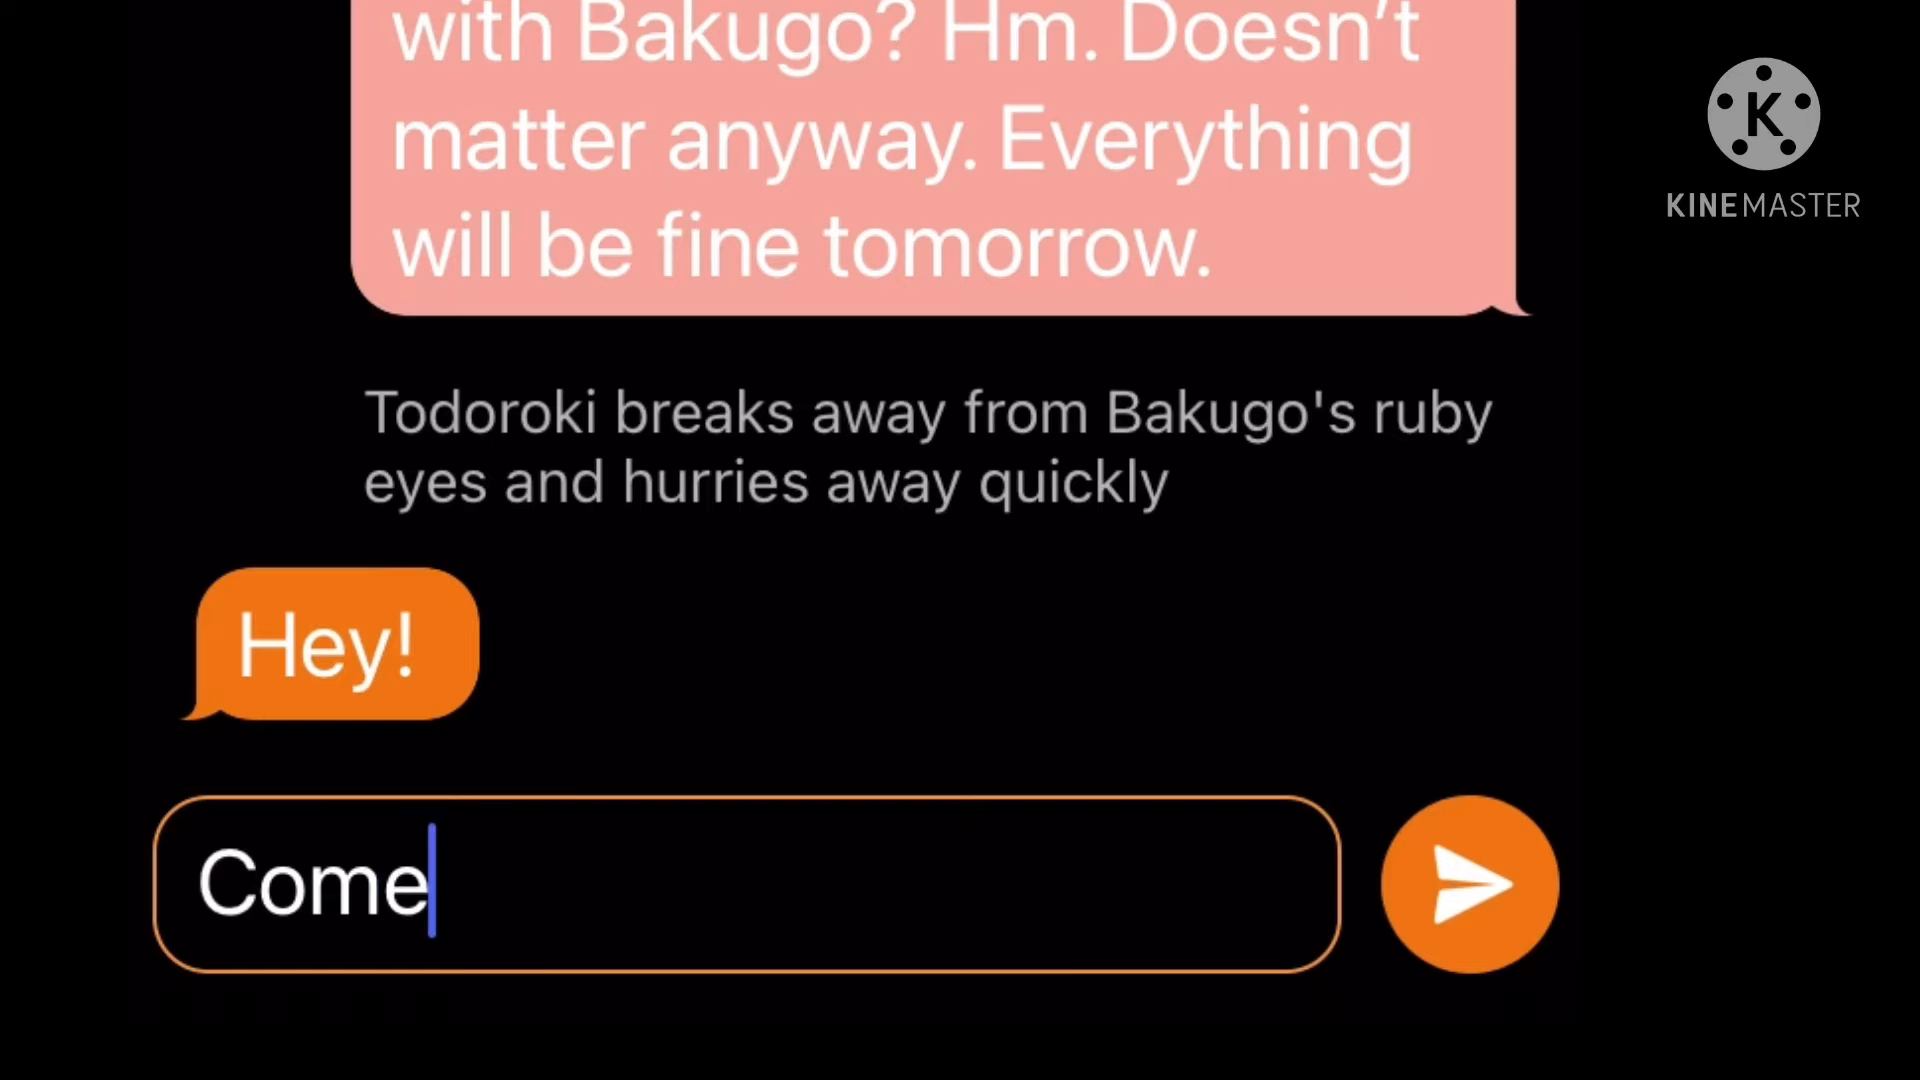 with Bakugo? Hm. Doesn’t
matter anyway. Everything
will be fine tomorrow.
Todoroki breaks away from Bakugo's ruby
eyes and hurries away quickly
Hey!
Come
K
KINEMASTER